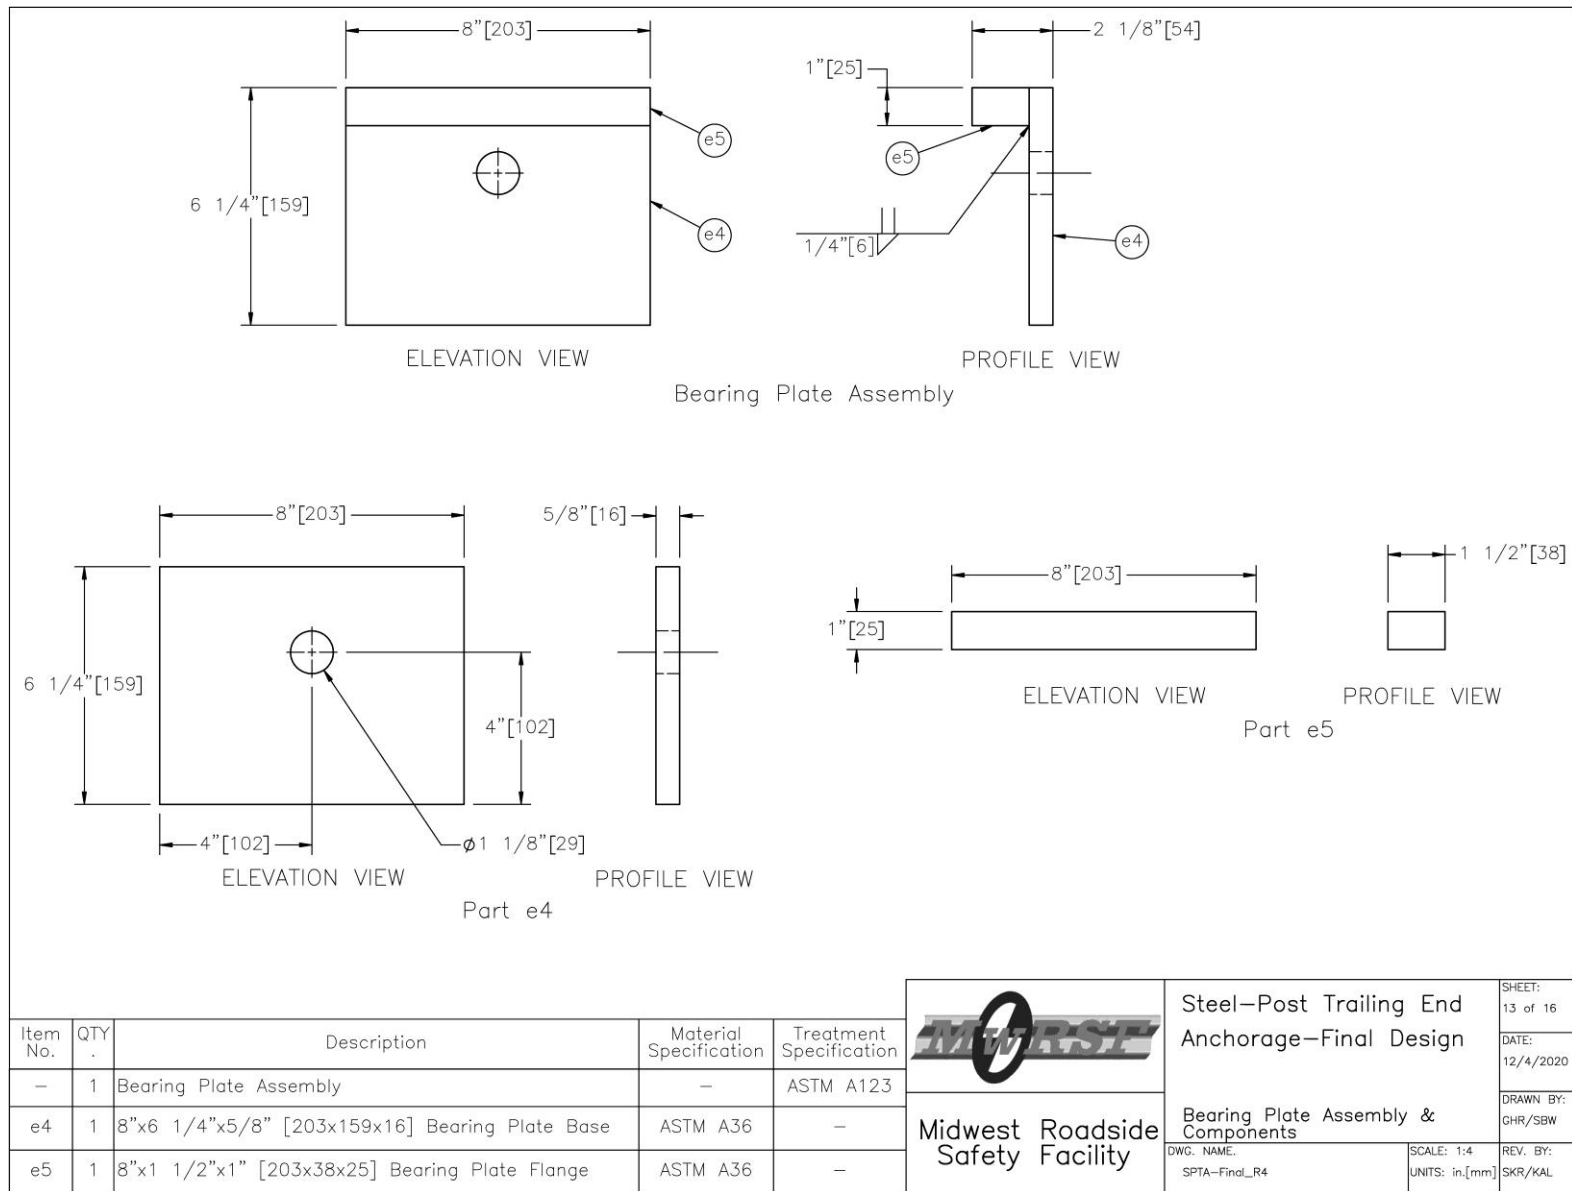 8"[203]
2 1/8"[54]
1"[25]
e5
e5
6 1/4"[159]
e4
1/4"[6]
e4
ELEVATION VIEW
PROFILE VIEW
Bearing Plate Assembly
8"[203]
5/8"[16]
1 1/2"[38]
8"[203]
1"[25]
6 1/4"[159]
4"[102]
ELEVATION VIEW
PROFILE VIEW
Part e5
4"[102]
ø1 1/8"[29]
ELEVATION VIEW
PROFILE VIEW
Part e4
Item No. QTY. Description Material Specification Treatment Specification
– 1 Bearing Plate Assembly – ASTM A123
e4 1 8"x6 1/4"x5/8" [203x159x16] Bearing Plate Base ASTM A36 –
e5 1 8"x1 1/2"x1" [203x38x25] Bearing Plate Flange ASTM A36 –
MwRSF
Midwest Roadside
Safety Facility
Steel–Post Trailing End
Anchorage–Final Design
Bearing Plate Assembly &
Components
DWG. NAME.
SPTA–Final_R4
SCALE: 1:4
UNITS: in.[mm]
SHEET:
13 of 16
DATE:
12/4/2020
DRAWN BY:
GHR/SBW
REV. BY:
SKR/KAL